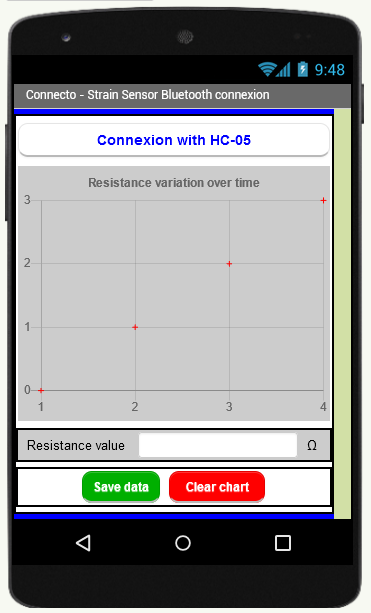 9:48
Connecto - Strain Sensor Bluetooth connexion
Connexion with HC-05
Resistance variation over time
3
2
1
0
1 2 3 4
Resistance value Ω
Save data Clear chart